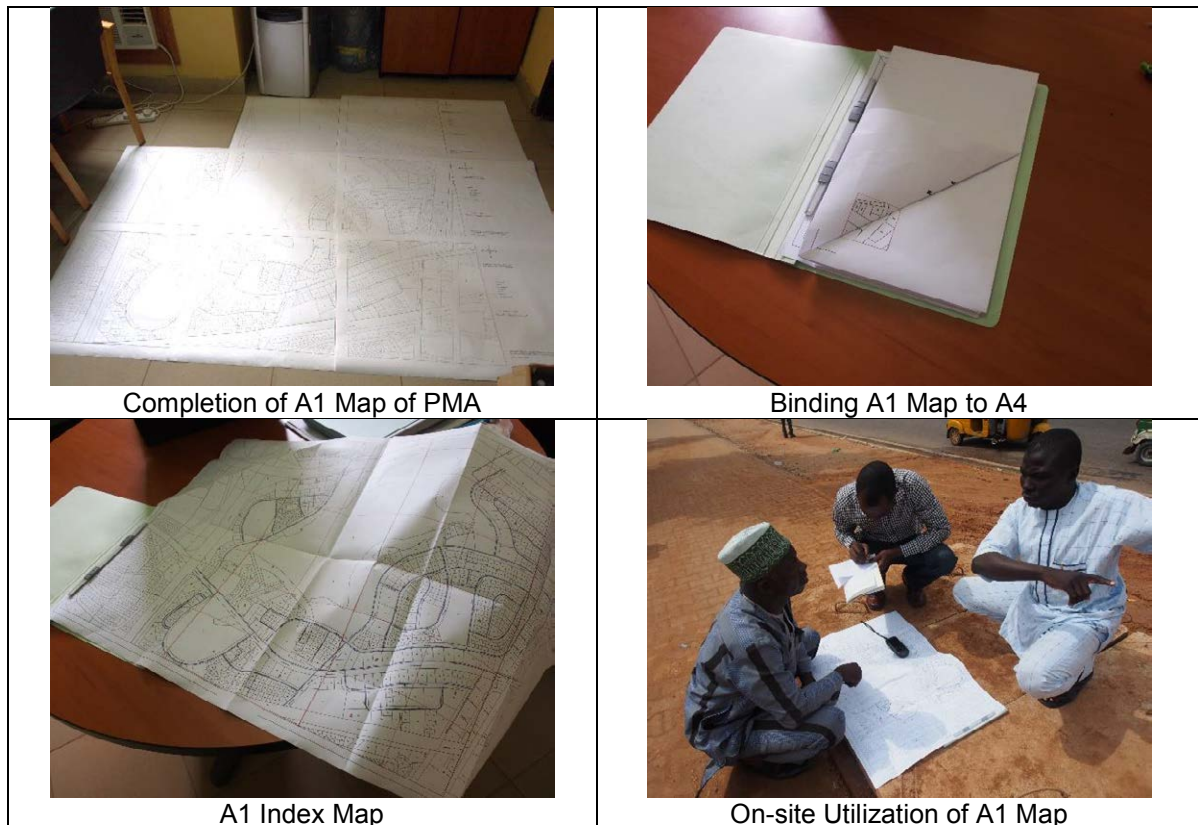 Completion of A1 Map of PMA
Binding A1 Map to A4
A1 Index Map
On-site Utilization of A1 Map